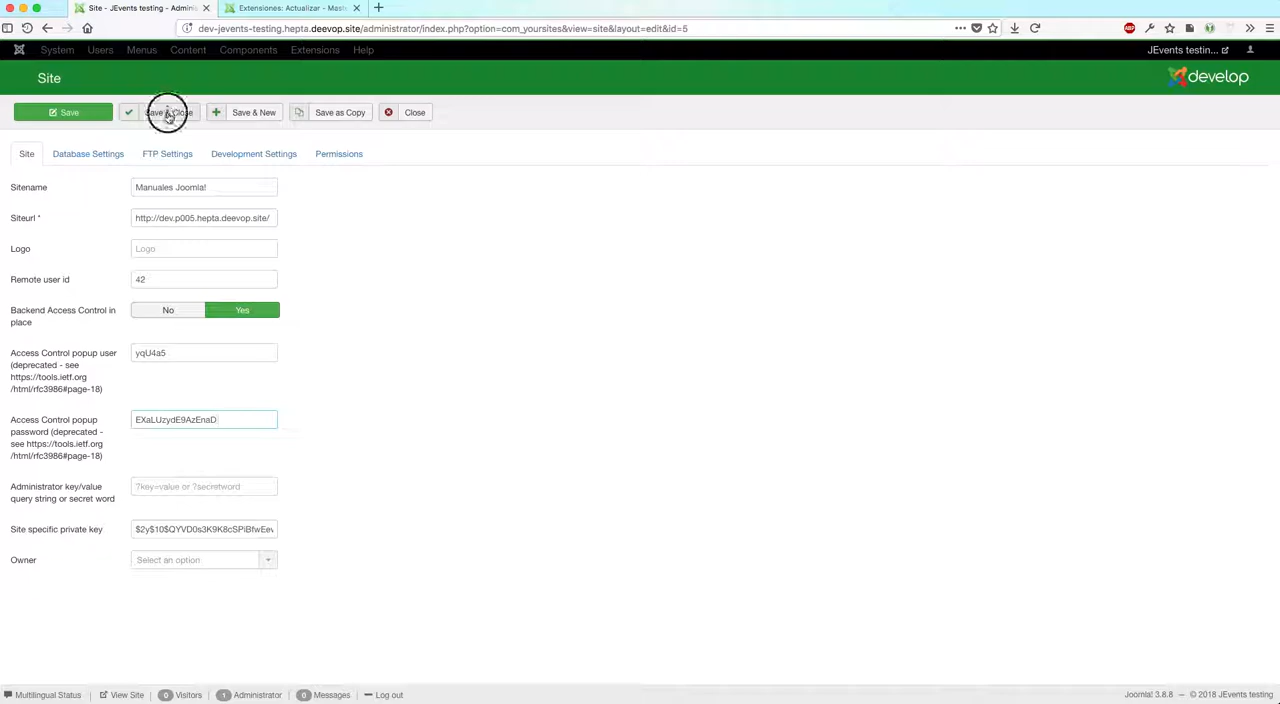 Site - JEvents testing - Admini
Extensiones: Actualizar - Mast
dev-jevents-testing.hepta.deevop.site/administrator/index.php?option=com_yoursites&view=site&layout=edit&id=5
System Users Menus Content Components Extensions Help
JEvents testin...
Site
develop
Save
Save & Close
Save & New
Save as Copy
Close
Site Database Settings FTP Settings Development Settings Permissions
Sitename
Manuales Joomla!
Siteurl *
http://dev.p005.hepta.deevop.site/
Logo
Logo
Remote user id
42
Backend Access Control in
place
No
Yes
Access Control popup user
(deprecated - see
https://tools.ietf.org
/html/rfc3986#page-18)
yqU4a5
Access Control popup
password (deprecated -
see https://tools.ietf.org
/html/rfc3986#page-18)
EXaLUzydE9AzEnaD
Administrator key/value
query string or secret word
?key=value or ?secretword
Site specific private key
$2y$10$QYVD0s3K9K8cSPiBfwEev
Owner
Select an option
Multilingual Status
View Site
0 Visitors
1 Administrator
0 Messages
Log out
Joomla! 3.8.8 — © 2018 JEvents testing